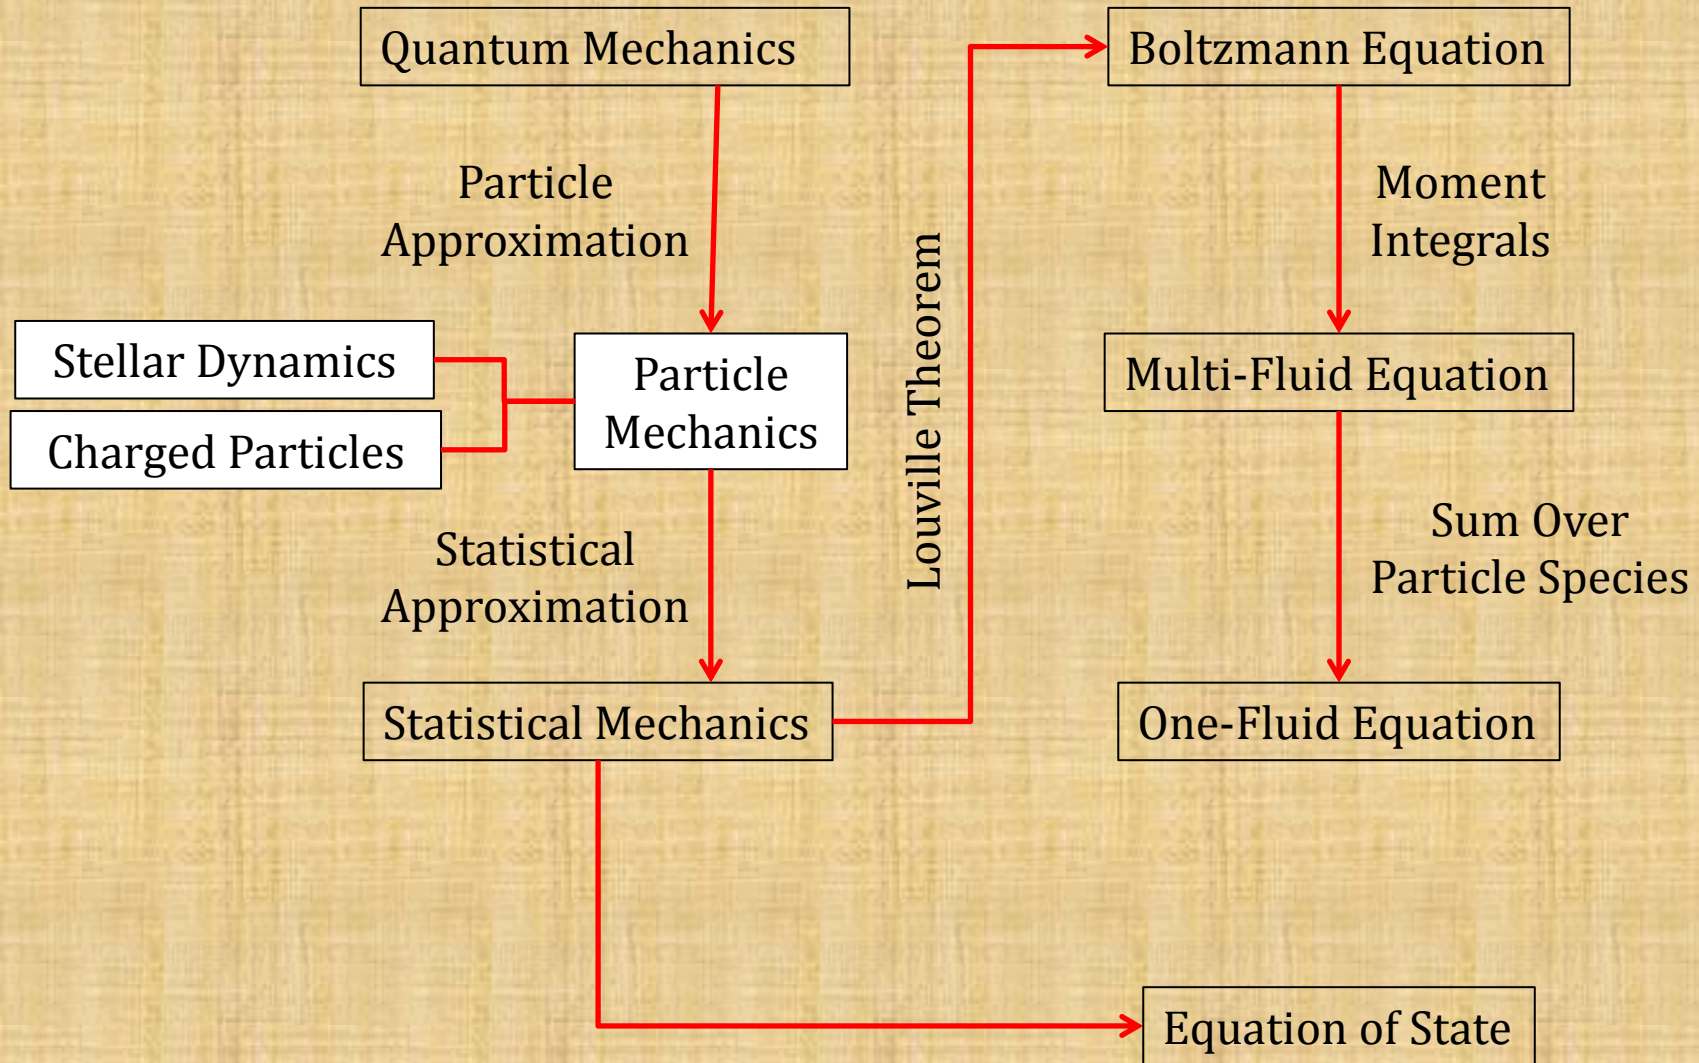 Quantum Mechanics
Boltzmann Equation
Particle
Approximation
Moment
Integrals
Louville Theorem
Stellar Dynamics
Charged Particles
Particle
Mechanics
Multi-Fluid Equation
Statistical
Approximation
Sum Over
Particle Species
Statistical Mechanics
One-Fluid Equation
Equation of State